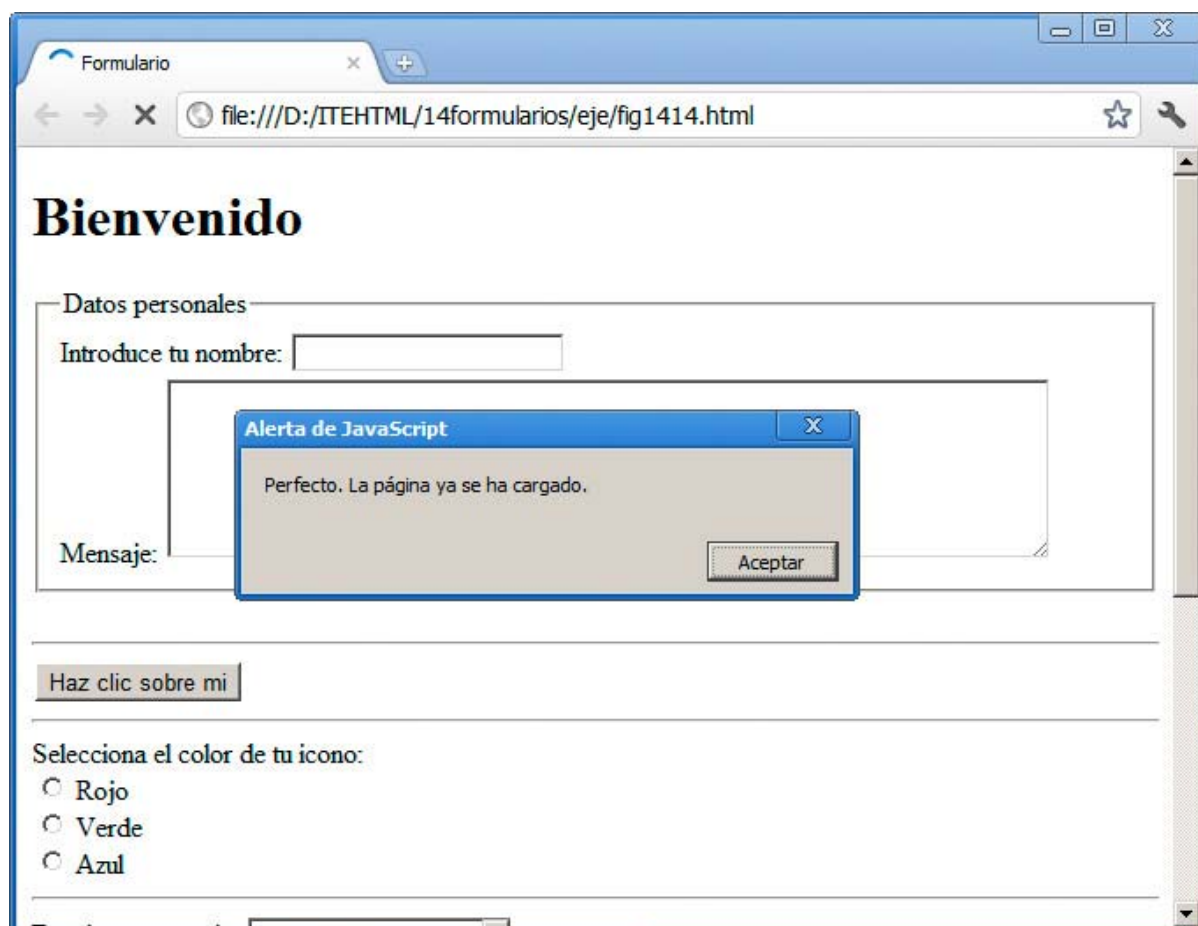 Formulario
file:///D:/ITEHTML/14formularios/eje/fig1414.html
Bienvenido
Datos personales
Introduce tu nombre:
Alerta de JavaScript
Perfecto. La página ya se ha cargado.
Aceptar
Mensaje:
Haz clic sobre mi
Selecciona el color de tu icono:
Rojo
Verde
Azul